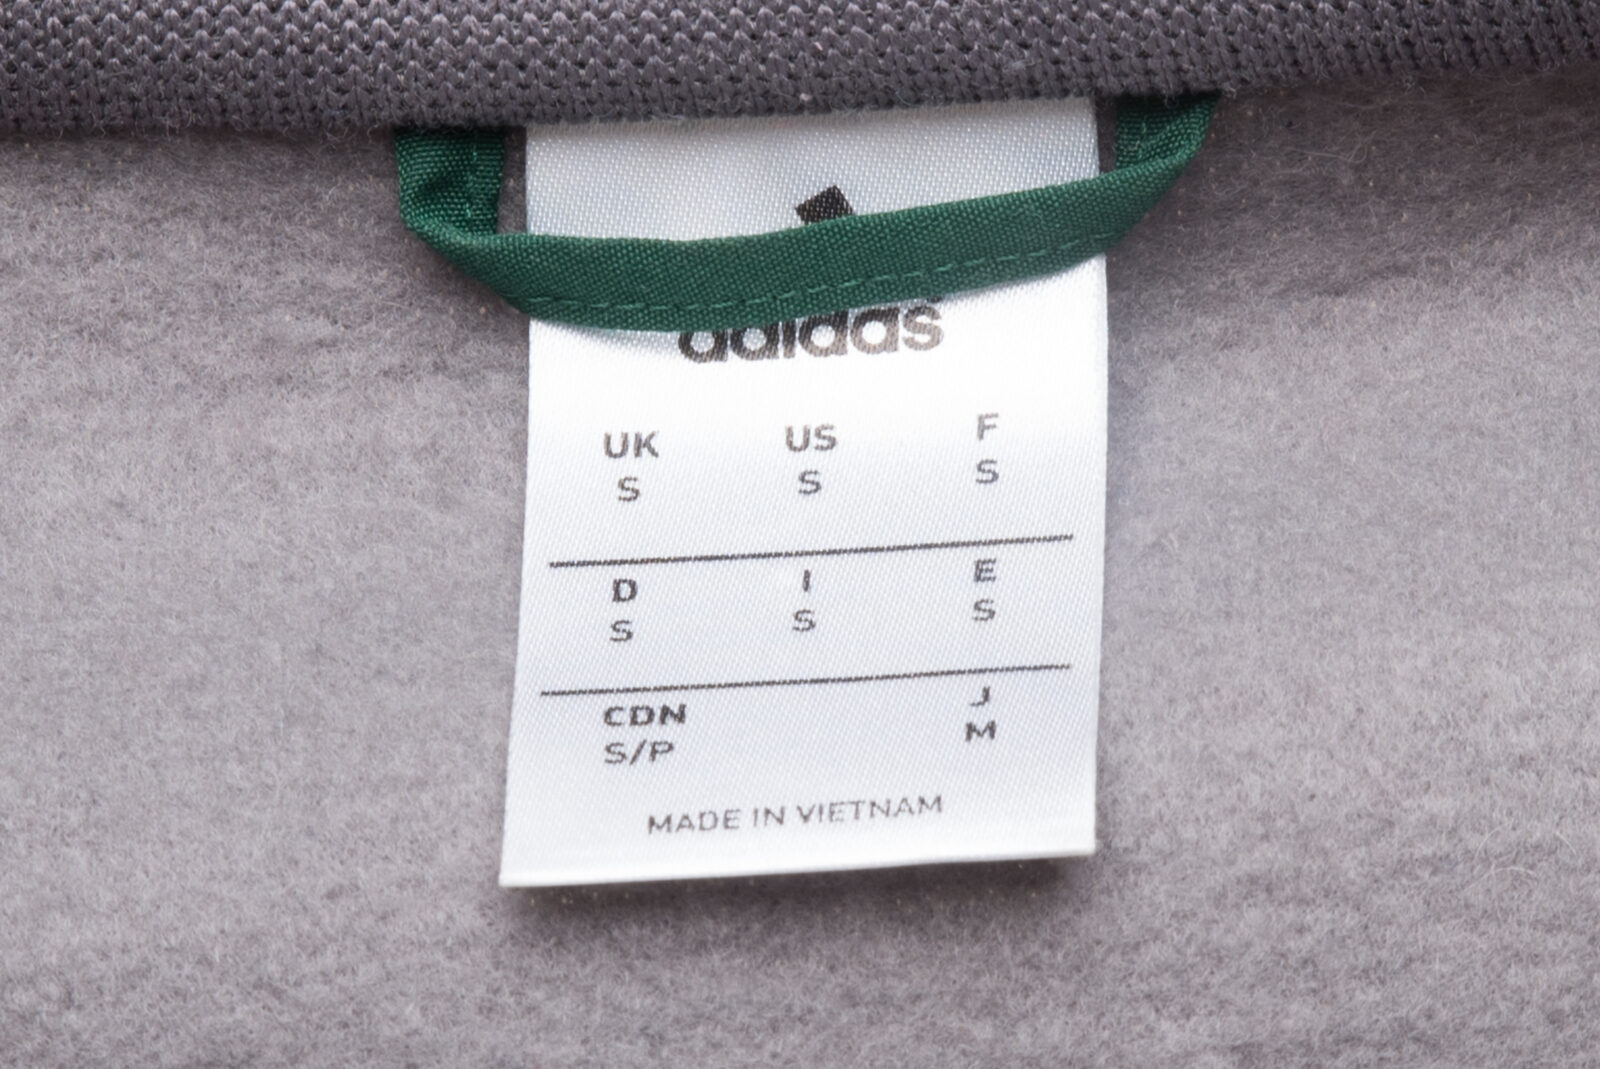 adidas
UK US F
S S S
D I E
S S S
CDN J
S/P M
MADE IN VIETNAM